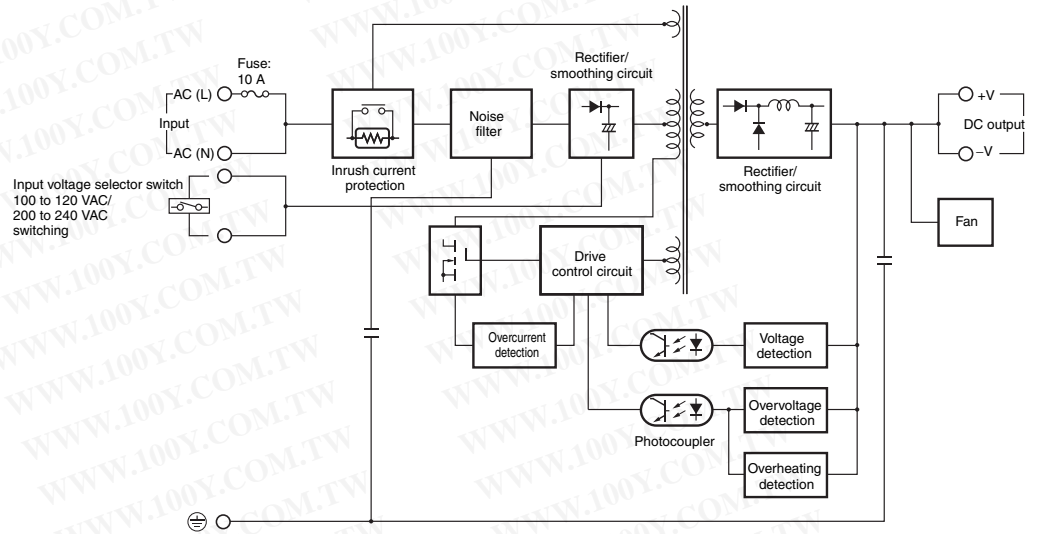 Fuse:
10 A
AC (L)
Input
AC (N)
Input voltage selector switch
100 to 120 VAC/
200 to 240 VAC
switching
Inrush current
protection
Noise
filter
Rectifier/
smoothing circuit
Rectifier/
smoothing circuit
+V
DC output
–V
Fan
Drive
control circuit
Overcurrent
detection
Voltage
detection
Overvoltage
detection
Photocoupler
Overheating
detection
WWW.100Y.COM.TW